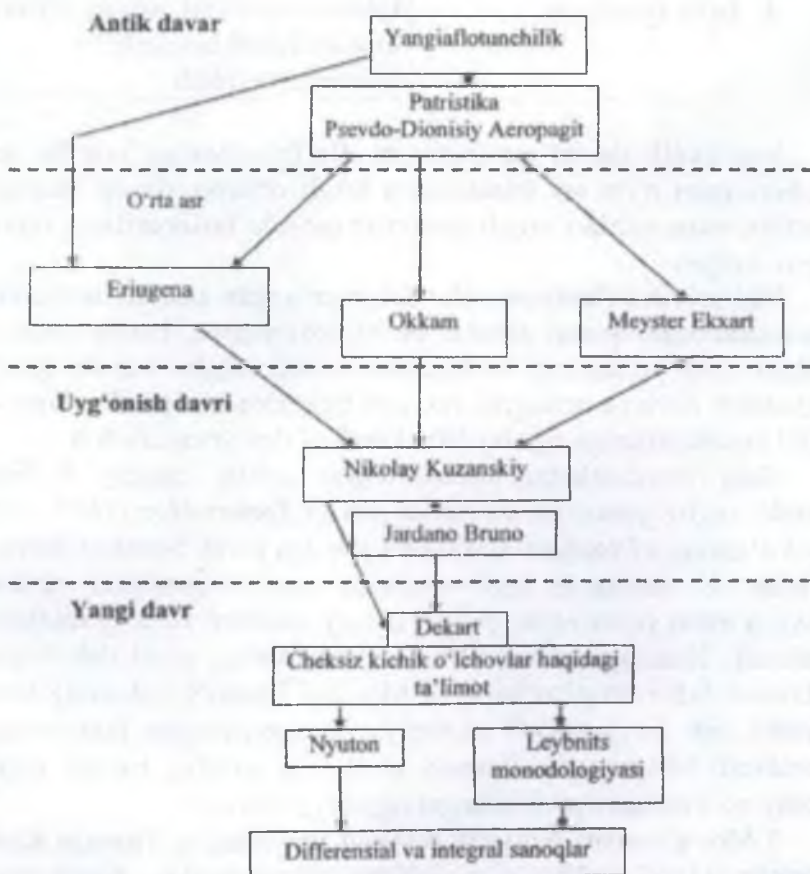 Antik davar
Yangiaflotunchilik
Patristika
Psevdo-Dionisiy Aeropagit
O‘rta asr
Eriugena
Okkam
Meyster Ekxart
Uyg‘onish davri
Nikolay Kuzanskiy
Jardano Bruno
Yangi davr
Dekart
Cheksiz kichik o‘lchovlar haqidagi
ta’limot
Nyuton
Leybnits
monodologiyasi
Differensial va integral sanoqlar